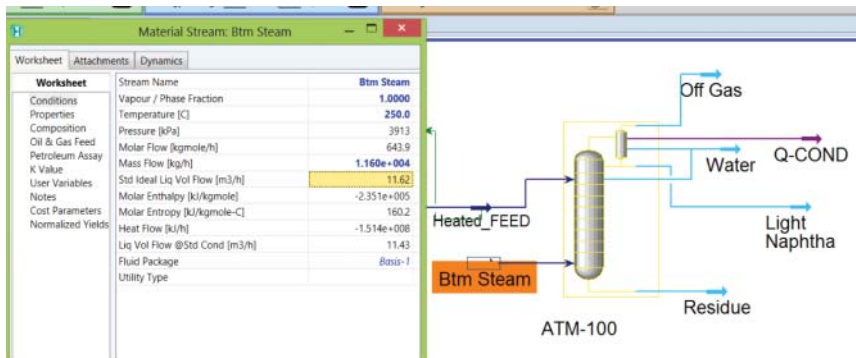 Material Stream: Btm Steam
Worksheet Attachments Dynamics
Worksheet
Conditions
Properties
Composition
Oil & Gas Feed
Petroleum Assay
K Value
User Variables
Notes
Cost Parameters
Normalized Yields
Stream Name Btm Steam
Vapour / Phase Fraction 1.0000
Temperature [C] 250.0
Pressure [kPa] 3913
Molar Flow [kgmole/h] 643.9
Mass Flow [kg/h] 1.160e+004
Std Ideal Liq Vol Flow [m3/h] 11.62
Molar Enthalpy [kJ/kgmole] -2.351e+005
Molar Entropy [kJ/kgmole-C] 160.2
Heat Flow [kJ/h] -1.514e+008
Liq Vol Flow @Std Cond [m3/h] 11.43
Fluid Package Basis-1
Utility Type
Off Gas
Q-COND
Water
Heated_FEED
Light
Naphtha
Btm Steam
Residue
ATM-100